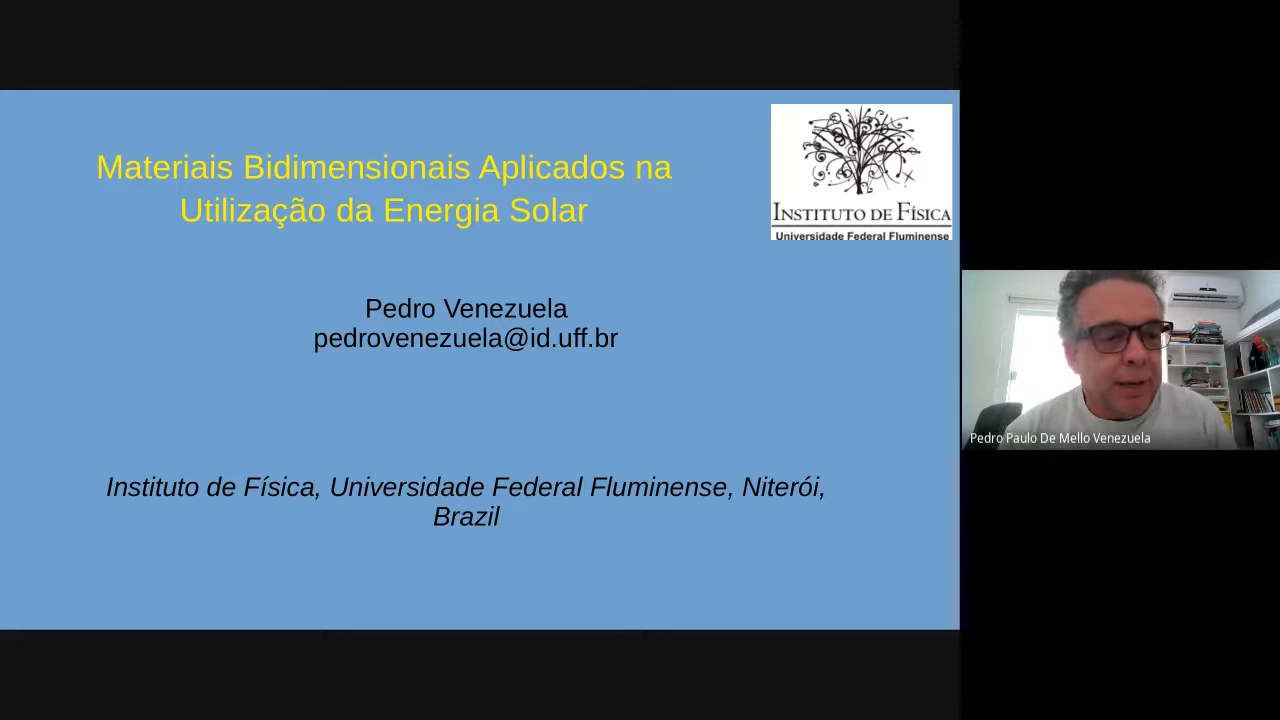 Materiais Bidimensionais Aplicados na
Utilização da Energia Solar
INSTITUTO DE FÍSICA
Universidade Federal Fluminense
Pedro Venezuela
pedrovenezuela@id.uff.br
Instituto de Física, Universidade Federal Fluminense, Niterói,
Brazil
Pedro Paulo De Mello Venezuela